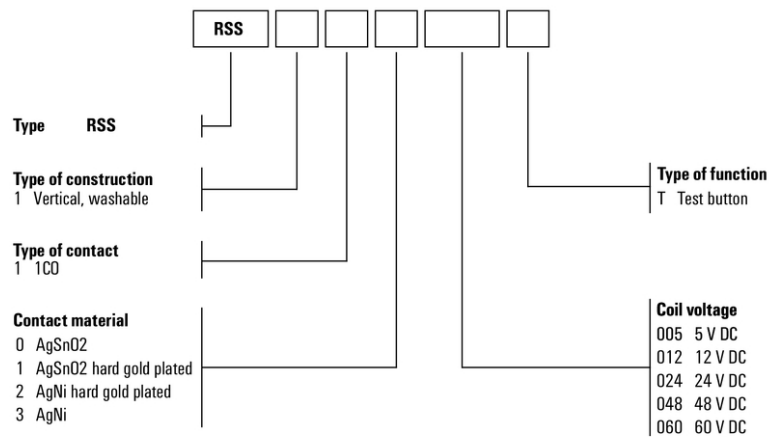 RSS
Type RSS
Type of construction
1 Vertical, washable
Type of contact
1 1CO
Contact material
0 AgSnO2
1 AgSnO2 hard gold plated
2 AgNi hard gold plated
3 AgNi
Type of function
T Test button
Coil voltage
005 5 V DC
012 12 V DC
024 24 V DC
048 48 V DC
060 60 V DC